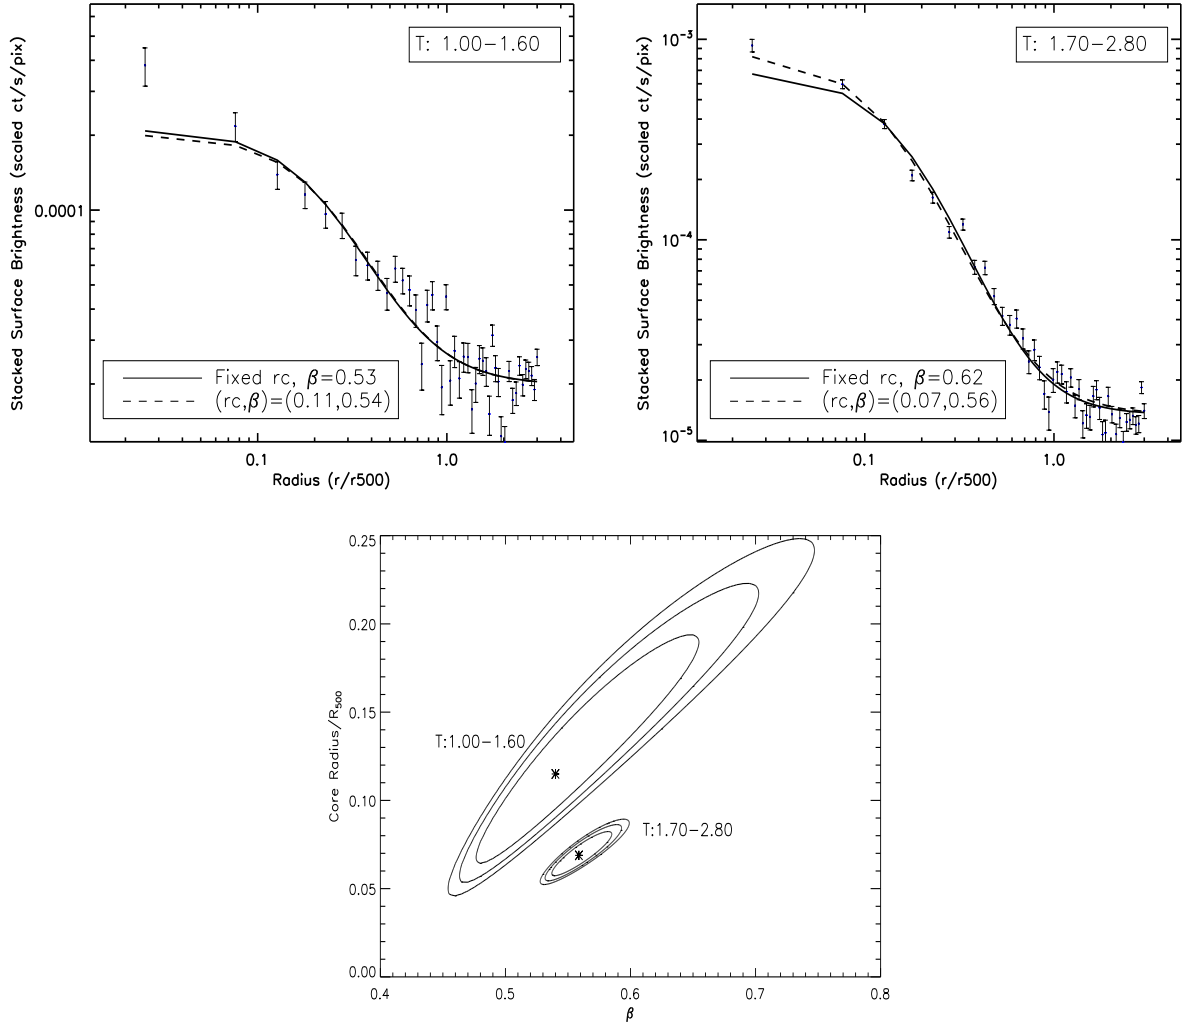 Stacked Surface Brightness (scaled ct/s/pix)
T: 1.00−1.60
0.0001
Fixed rc, β=0.53
(rc,β)=(0.11,0.54)
0.1
1.0
Radius (r/r500)
Stacked Surface Brightness (scaled ct/s/pix)
T: 1.70−2.80
10⁻³
10⁻⁴
10⁻⁵
Fixed rc, β=0.62
(rc,β)=(0.07,0.56)
0.1
1.0
Radius (r/r500)
Core Radius/R₅₀₀
0.25
0.20
0.15
0.10
0.05
0.00
T:1.00−1.60
T:1.70−2.80
0.4
0.5
0.6
0.7
0.8
β